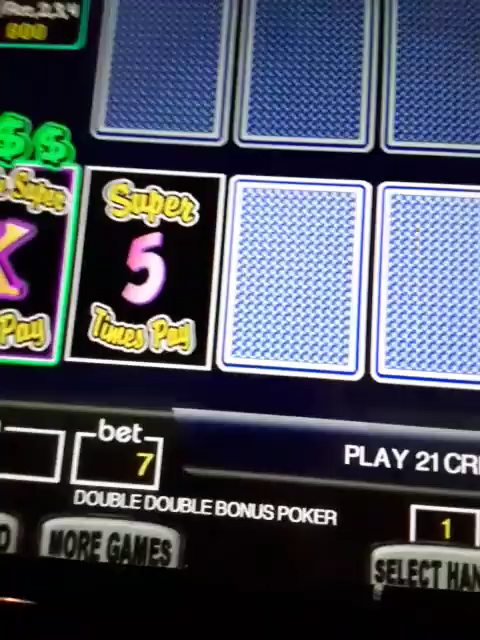 800
$$
Super
X
Pay
Super
5
Times Pay
bet
7
PLAY 21 CR
DOUBLE DOUBLE BONUS POKER
1
MORE GAMES
SELECT HAN